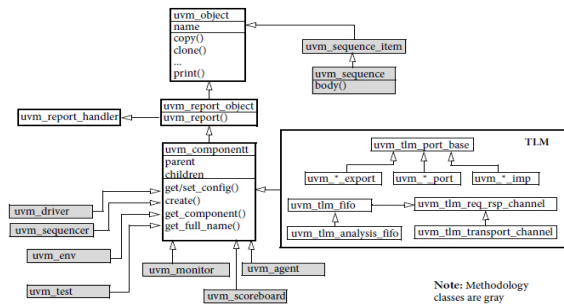 uvm_object
name
copy()
clone()
...
print()
uvm_sequence_item
uvm_sequence
body()
uvm_report_handler
uvm_report_object
uvm_report()
uvm_componentt
parent
children
get/set_config()
create()
get_component()
get_full_name()
uvm_driver
uvm_sequencer
uvm_env
uvm_test
uvm_monitor
uvm_agent
uvm_scoreboard
TLM
uvm_tlm_port_base
uvm_*_export
uvm_*_port
uvm_*_imp
uvm_tlm_fifo
uvm_tlm_req_rsp_channel
uvm_tlm_analysis_fifo
uvm_tlm_transport_channel
Note: Methodology
classes are gray